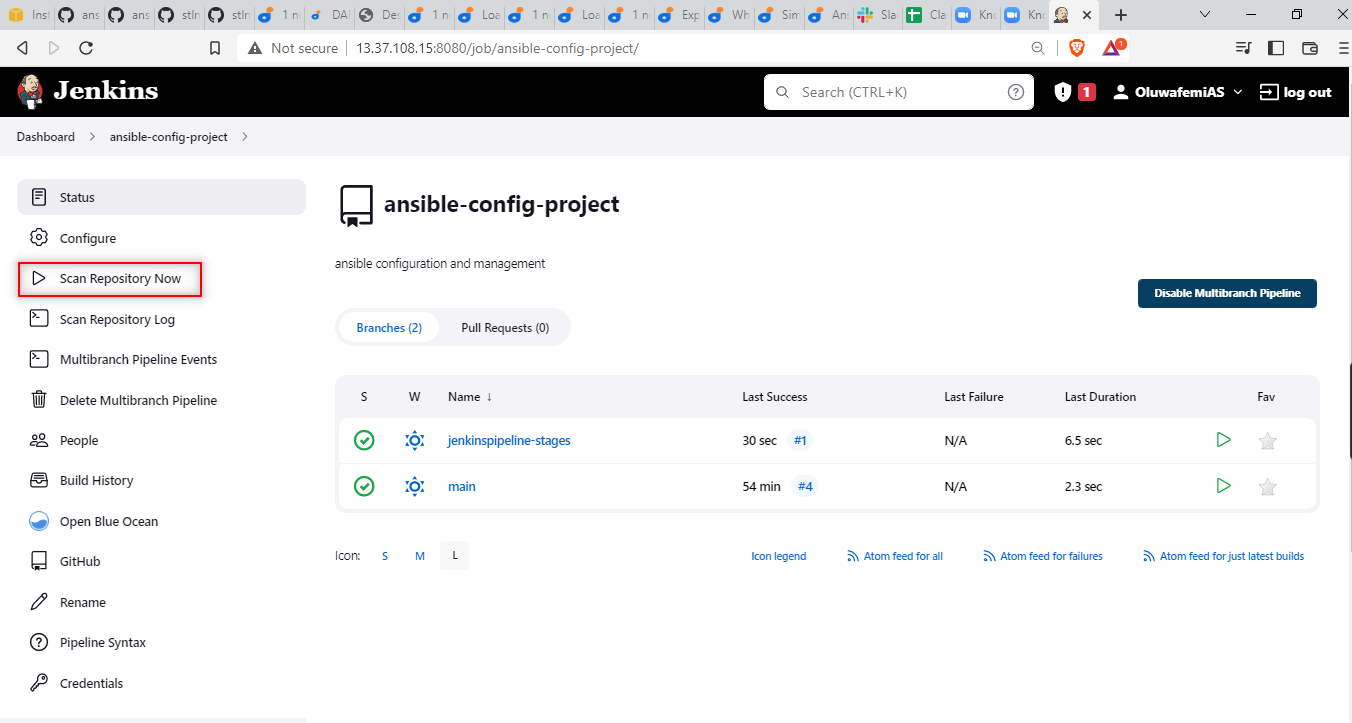 Inst
ans
ans
stln
stln
1 n
DA
Des
1 n
Loa
1 n
Loa
1 n
Exp
Wh
Sim
Ans
Sla
Cla
Kno
Kno
Not secure
13.37.108.15:8080/job/ansible-config-project/
1
Jenkins
Search (CTRL+K)
1
OluwafemiAS
log out
Dashboard
ansible-config-project
Status
Configure
Scan Repository Now
Scan Repository Log
Multibranch Pipeline Events
Delete Multibranch Pipeline
People
Build History
Open Blue Ocean
GitHub
Rename
Pipeline Syntax
Credentials
ansible-config-project
ansible configuration and management
Disable Multibranch Pipeline
Branches (2) Pull Requests (0)
S W Name ↓ Last Success Last Failure Last Duration Fav
jenkinspipeline-stages 30 sec #1 N/A 6.5 sec
main 54 min #4 N/A 2.3 sec
Icon: S M L
Icon legend Atom feed for all Atom feed for failures Atom feed for just latest builds